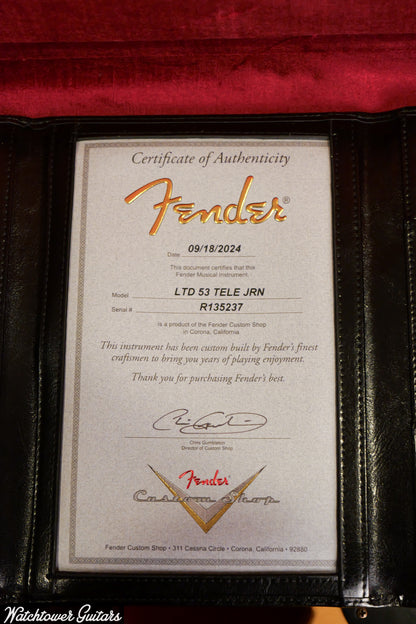 Certificate of Authenticity
Fender®
Date 09/18/2024
This document certifies that this
Fender Musical Instrument,
Model LTD 53 TELE JRN
Serial # R135237
is a product of the Fender Custom Shop
in Corona, California
This instrument has been custom built by Fender's finest
craftsmen to bring you years of playing enjoyment.
Thank you for purchasing Fender's best.
Chris Gumbleton
Director of Custom Shop
Fender
Custom Shop
Fender Custom Shop • 311 Cessna Circle • Corona, California • 92880
Watchtower Guitars